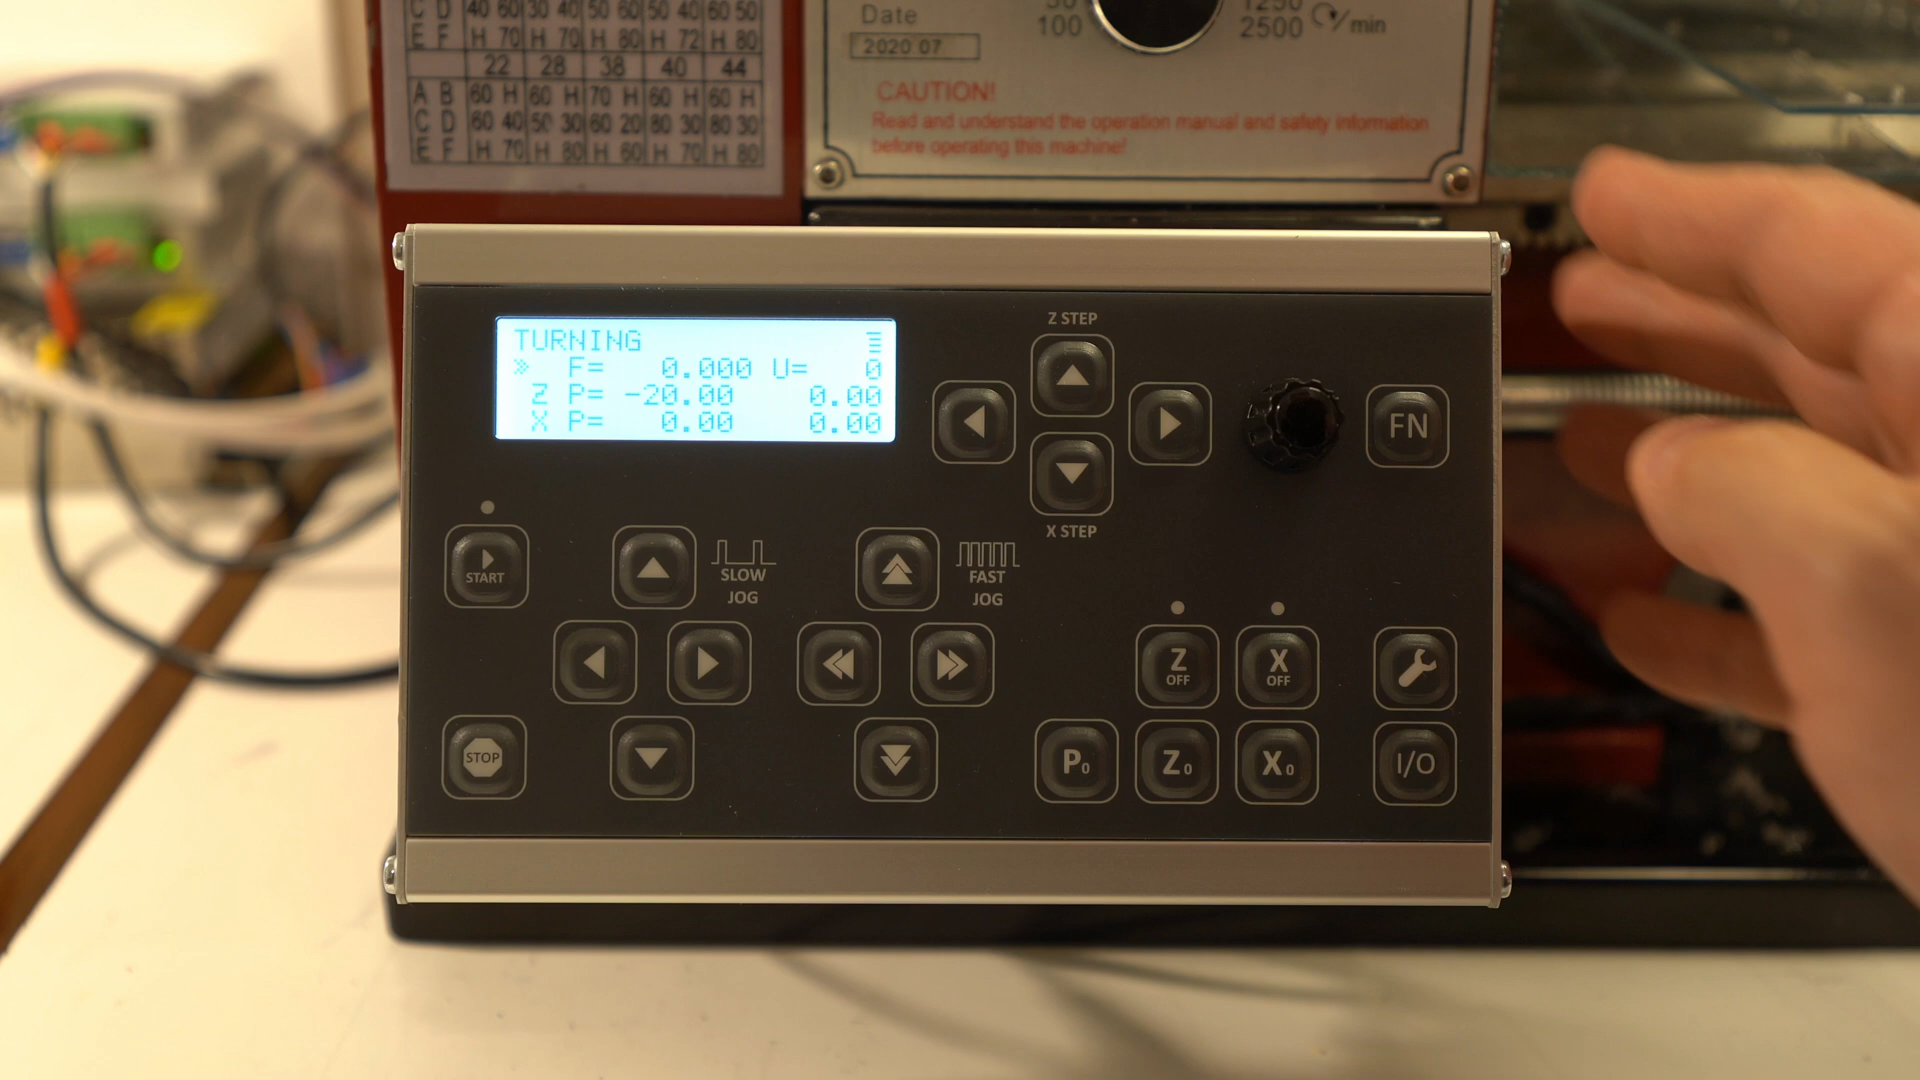 C D 40 60 30 40 50 60 50 40 60 50
E F H 70 H 70 H 80 H 72 H 80
22 28 38 40 44
A B 60 H 60 H 70 H 60 H 60 H
C D 60 40 50 30 60 20 80 30 80 30
E F H 70 H 80 H 60 H 70 H 80
Date
2020 07
100
1250
2500 /min
CAUTION!
Read and understand the operation manual and safety information
before operating this machine!
TURNING
F= 0.000 U= 0
Z P= -20.00 0.00
X P= 0.00 0.00
Z STEP
X STEP
FN
START
SLOW
JOG
FAST
JOG
Z
OFF
X
OFF
STOP
P0
Z0
X0
I/O